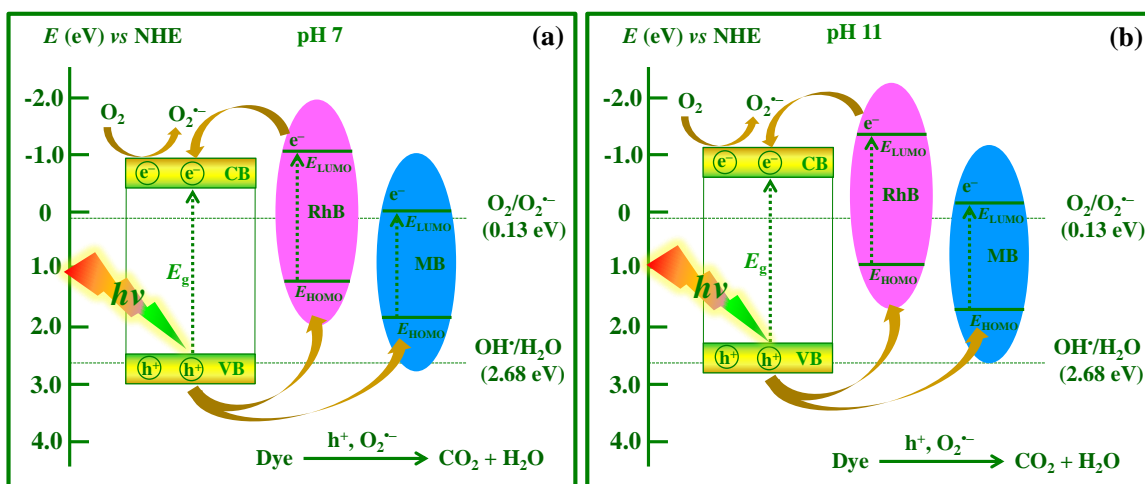 E (eV) vs NHE pH 7 (a)
-2.0
-1.0
0
1.0
2.0
3.0
4.0
O₂ O₂•−
e− e− CB
Eg
hν
h+ h+ VB
e−
ELUMO
RhB
EHOMO
e−
ELUMO
MB
EHOMO
O₂/O₂•−
(0.13 eV)
OH•/H₂O
(2.68 eV)
h+, O₂•−
Dye CO₂ + H₂O
E (eV) vs NHE pH 11 (b)
-2.0
-1.0
0
1.0
2.0
3.0
4.0
O₂ O₂•−
e− e− CB
Eg
hν
h+ h+ VB
e−
ELUMO
RhB
EHOMO
e−
ELUMO
MB
EHOMO
O₂/O₂•−
(0.13 eV)
OH•/H₂O
(2.68 eV)
h+, O₂•−
Dye CO₂ + H₂O